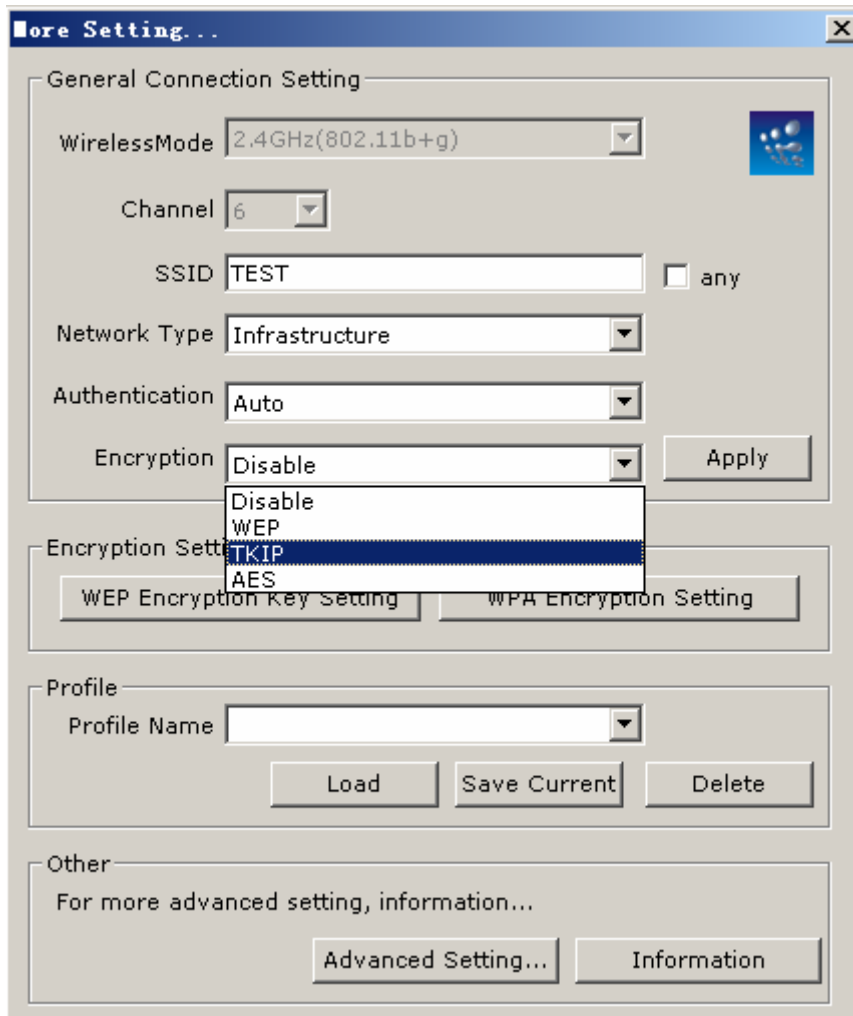 More Setting...
General Connection Setting
WirelessMode 2.4GHz(802.11b+g)
Channel 6
SSID TEST any
Network Type Infrastructure
Authentication Auto
Encryption Disable Apply
Disable
WEP
TKIP
AES
Encryption Setti
WEP Encryption Key Setting WPA Encryption Setting
Profile
Profile Name
Load Save Current Delete
Other
For more advanced setting, information...
Advanced Setting... Information